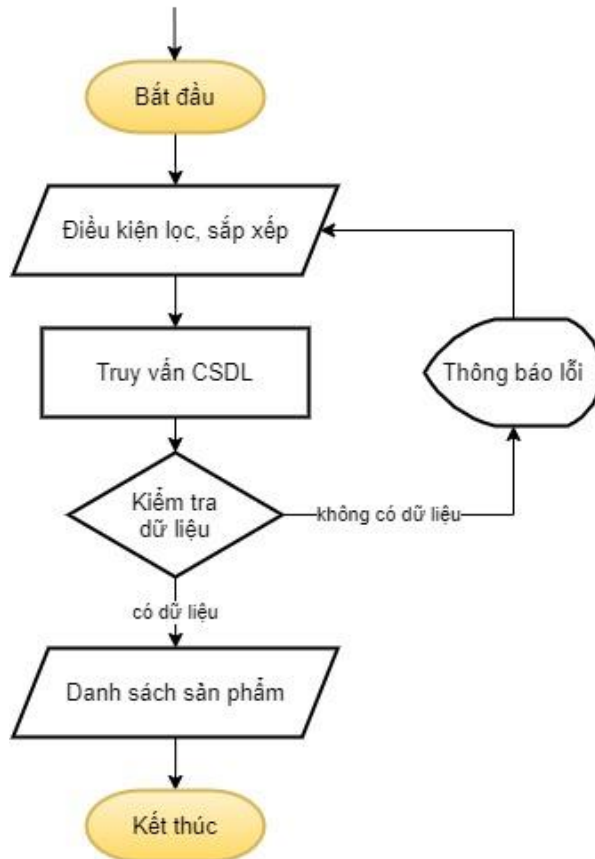 Bắt đầu
Điều kiện lọc, sắp xếp
Truy vấn CSDL
Thông báo lỗi
Kiểm tra
dữ liệu
không có dữ liệu
có dữ liệu
Danh sách sản phẩm
Kết thúc